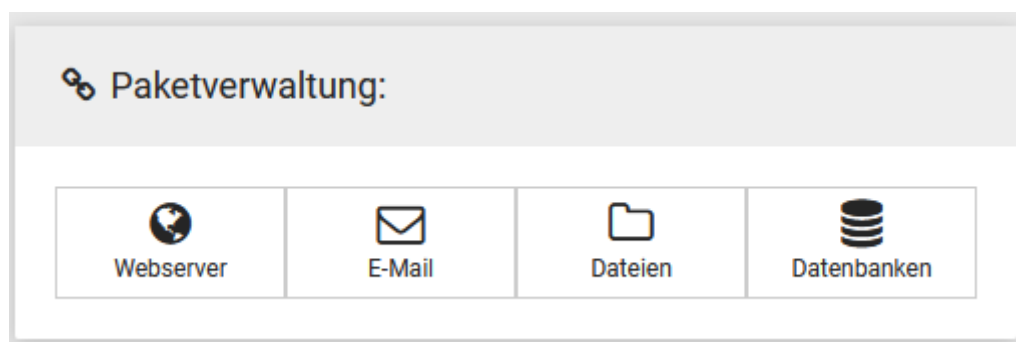 Paketverwaltung:
Webserver
E-Mail
Dateien
Datenbanken